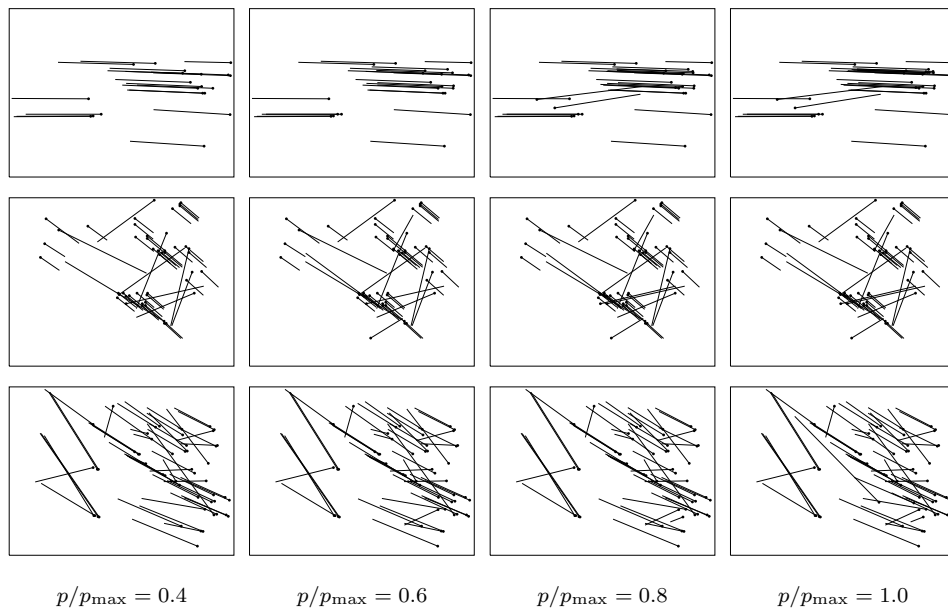 p/p_max = 0.4 p/p_max = 0.6 p/p_max = 0.8 p/p_max = 1.0